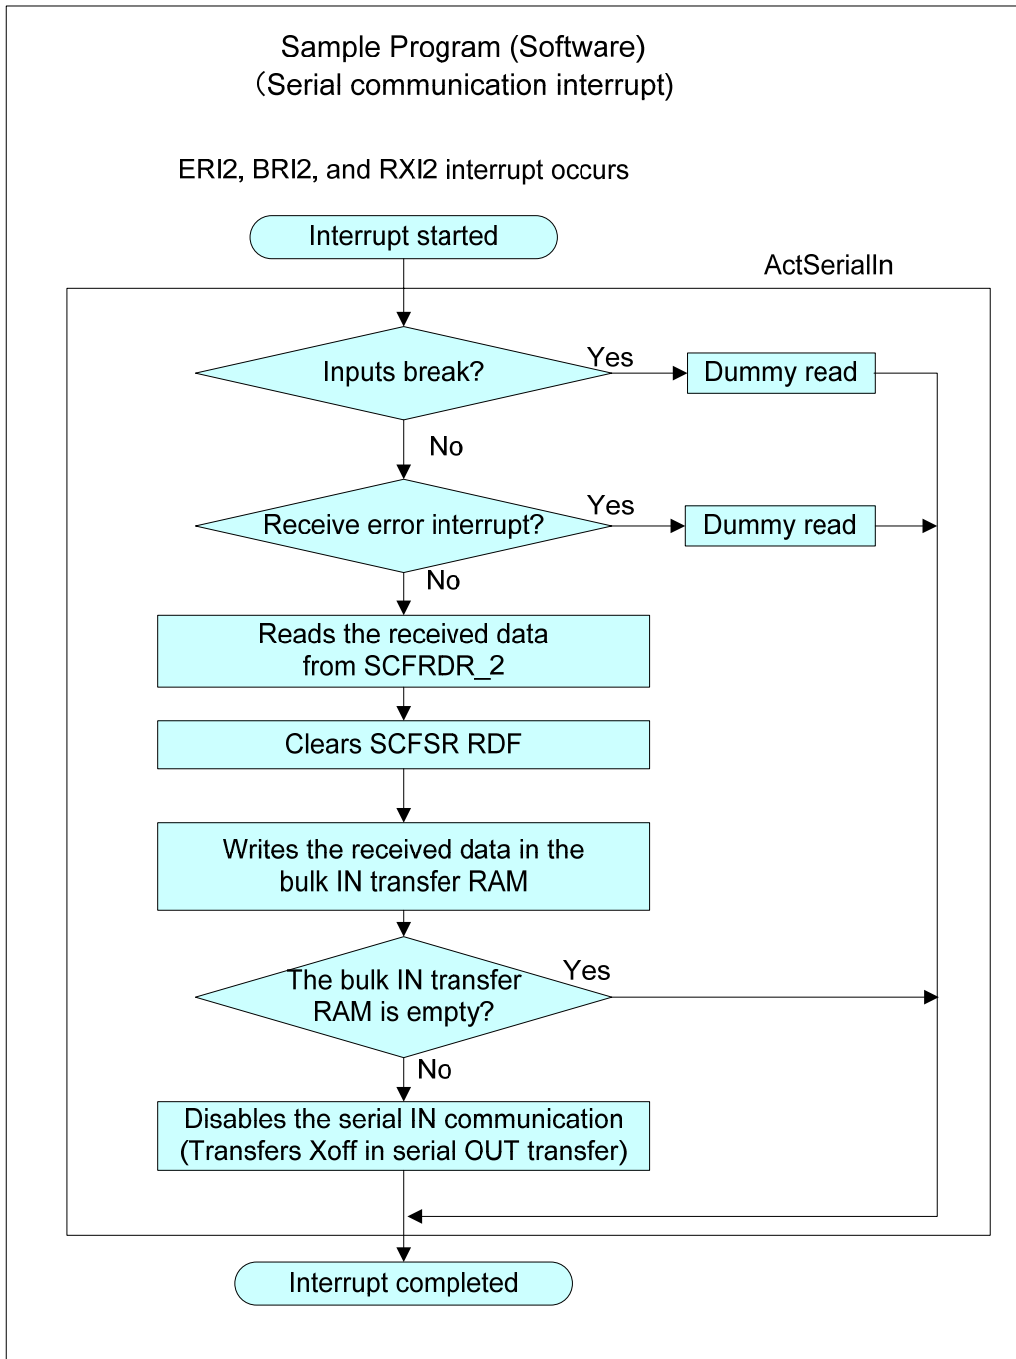 Sample Program (Software)
（Serial communication interrupt)
ERI2, BRI2, and RXI2 interrupt occurs
Interrupt started
ActSerialIn
Inputs break?
Yes
Dummy read
No
Receive error interrupt?
Yes
Dummy read
No
Reads the received data
from SCFRDR_2
Clears SCFSR RDF
Writes the received data in the
bulk IN transfer RAM
The bulk IN transfer
RAM is empty?
Yes
No
Disables the serial IN communication
(Transfers Xoff in serial OUT transfer)
Interrupt completed